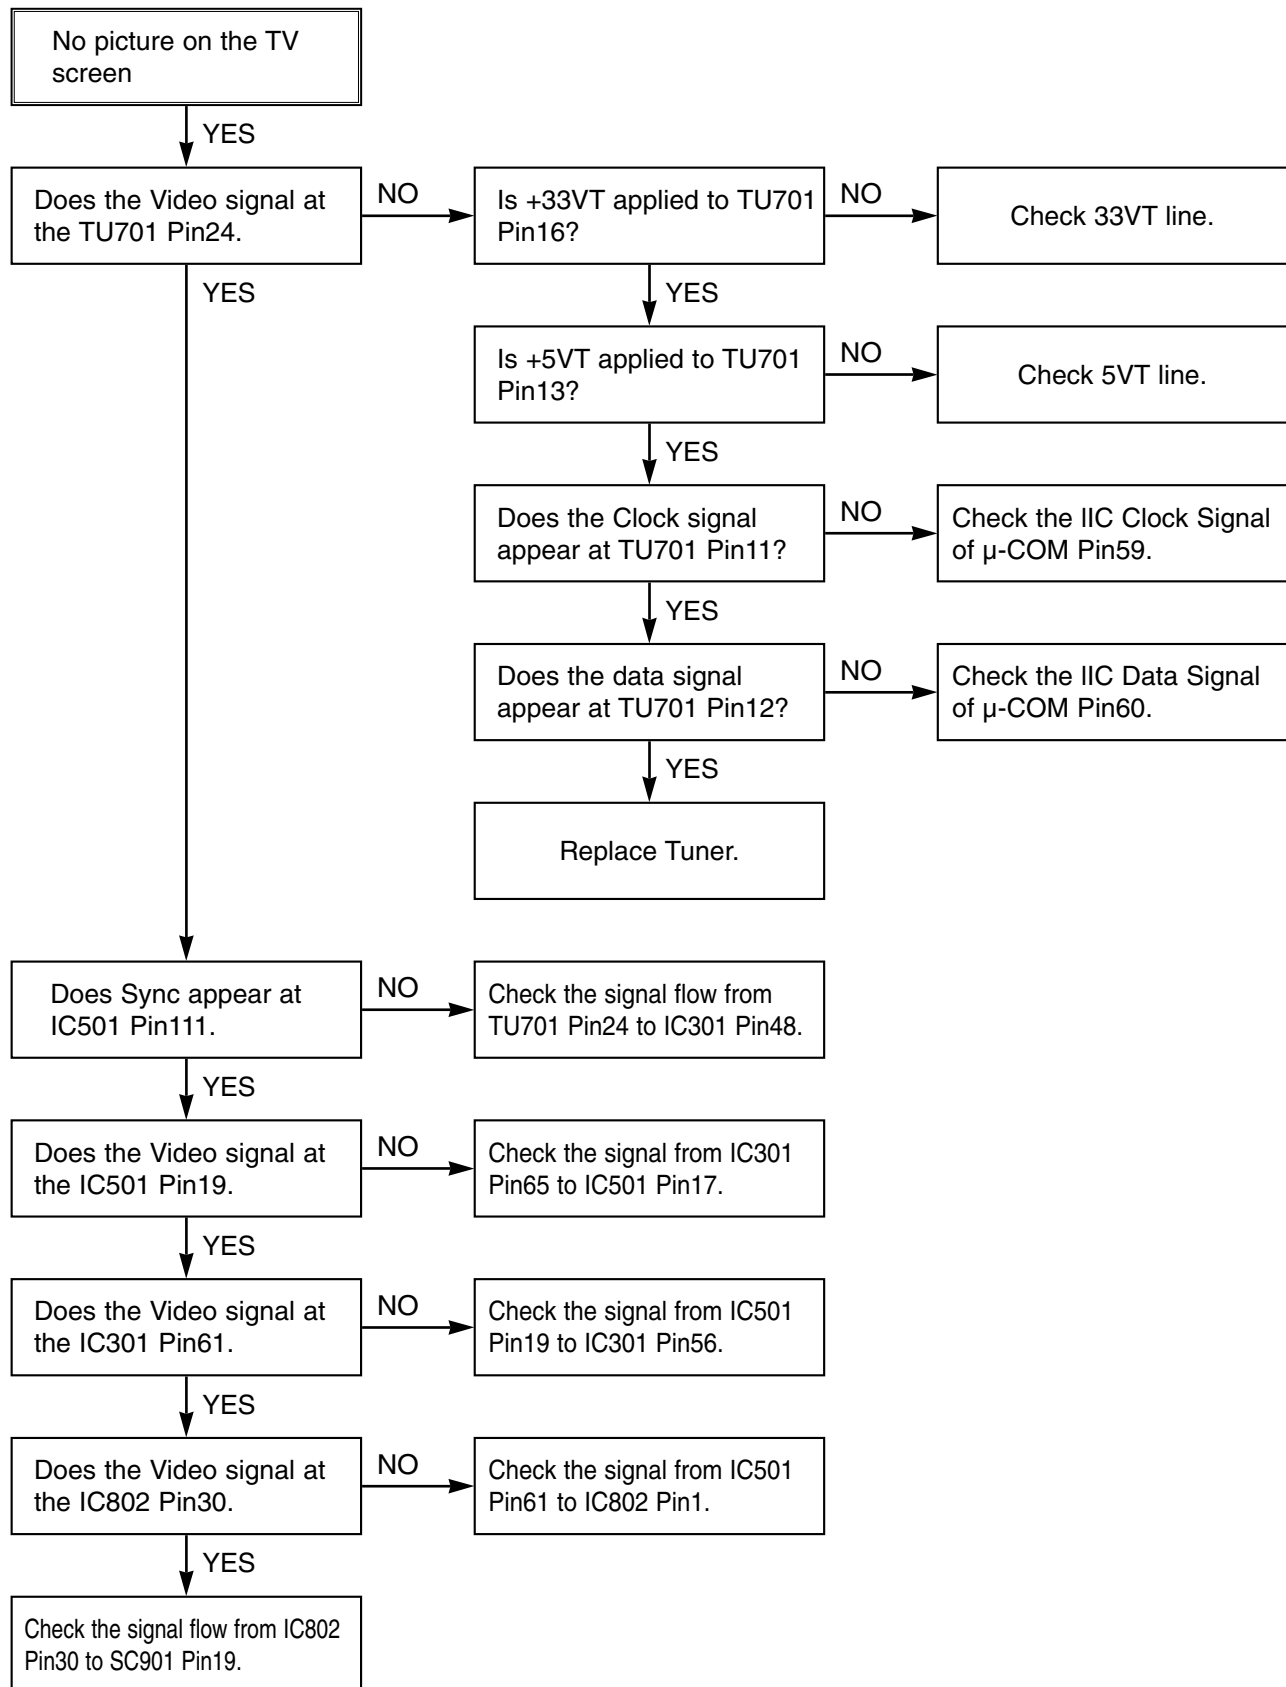 No picture on the TV
screen
YES
Does the Video signal at
the TU701 Pin24.
NO
Is +33VT applied to TU701
Pin16?
NO
Check 33VT line.
YES
YES
Is +5VT applied to TU701
Pin13?
NO
Check 5VT line.
YES
Does the Clock signal
appear at TU701 Pin11?
NO
Check the IIC Clock Signal
of µ-COM Pin59.
YES
Does the data signal
appear at TU701 Pin12?
NO
Check the IIC Data Signal
of µ-COM Pin60.
YES
Replace Tuner.
Does Sync appear at
IC501 Pin111.
NO
Check the signal flow from
TU701 Pin24 to IC301 Pin48.
YES
Does the Video signal at
the IC501 Pin19.
NO
Check the signal from IC301
Pin65 to IC501 Pin17.
YES
Does the Video signal at
the IC301 Pin61.
NO
Check the signal from IC501
Pin19 to IC301 Pin56.
YES
Does the Video signal at
the IC802 Pin30.
NO
Check the signal from IC501
Pin61 to IC802 Pin1.
YES
Check the signal flow from IC802
Pin30 to SC901 Pin19.